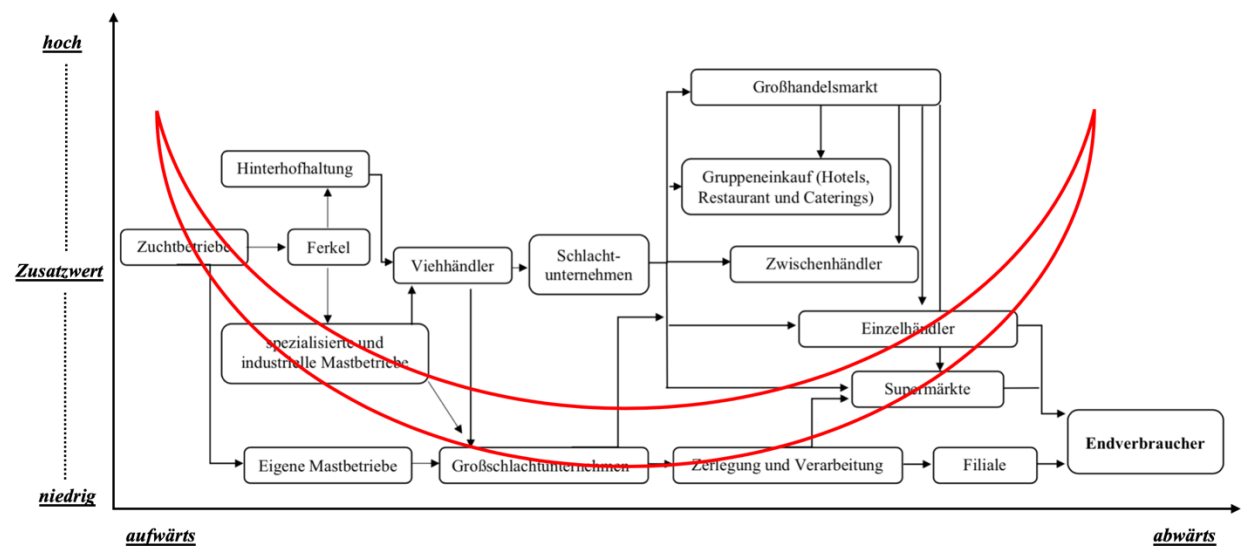 hoch
Großhandelsmarkt
Hinterhofhaltung
Gruppeneinkauf (Hotels,
Restaurant und Caterings)
Zuchtbetriebe
Ferkel
Viehhändler
Schlacht-
unternehmen
Zwischenhändler
Zusatzwert
spezialisierte und
industrielle Mastbetriebe
Einzelhändler
Supermärkte
Endverbraucher
Eigene Mastbetriebe
Großschlachtunternehmen
Zerlegung und Verarbeitung
Filiale
niedrig
aufwärts
abwärts